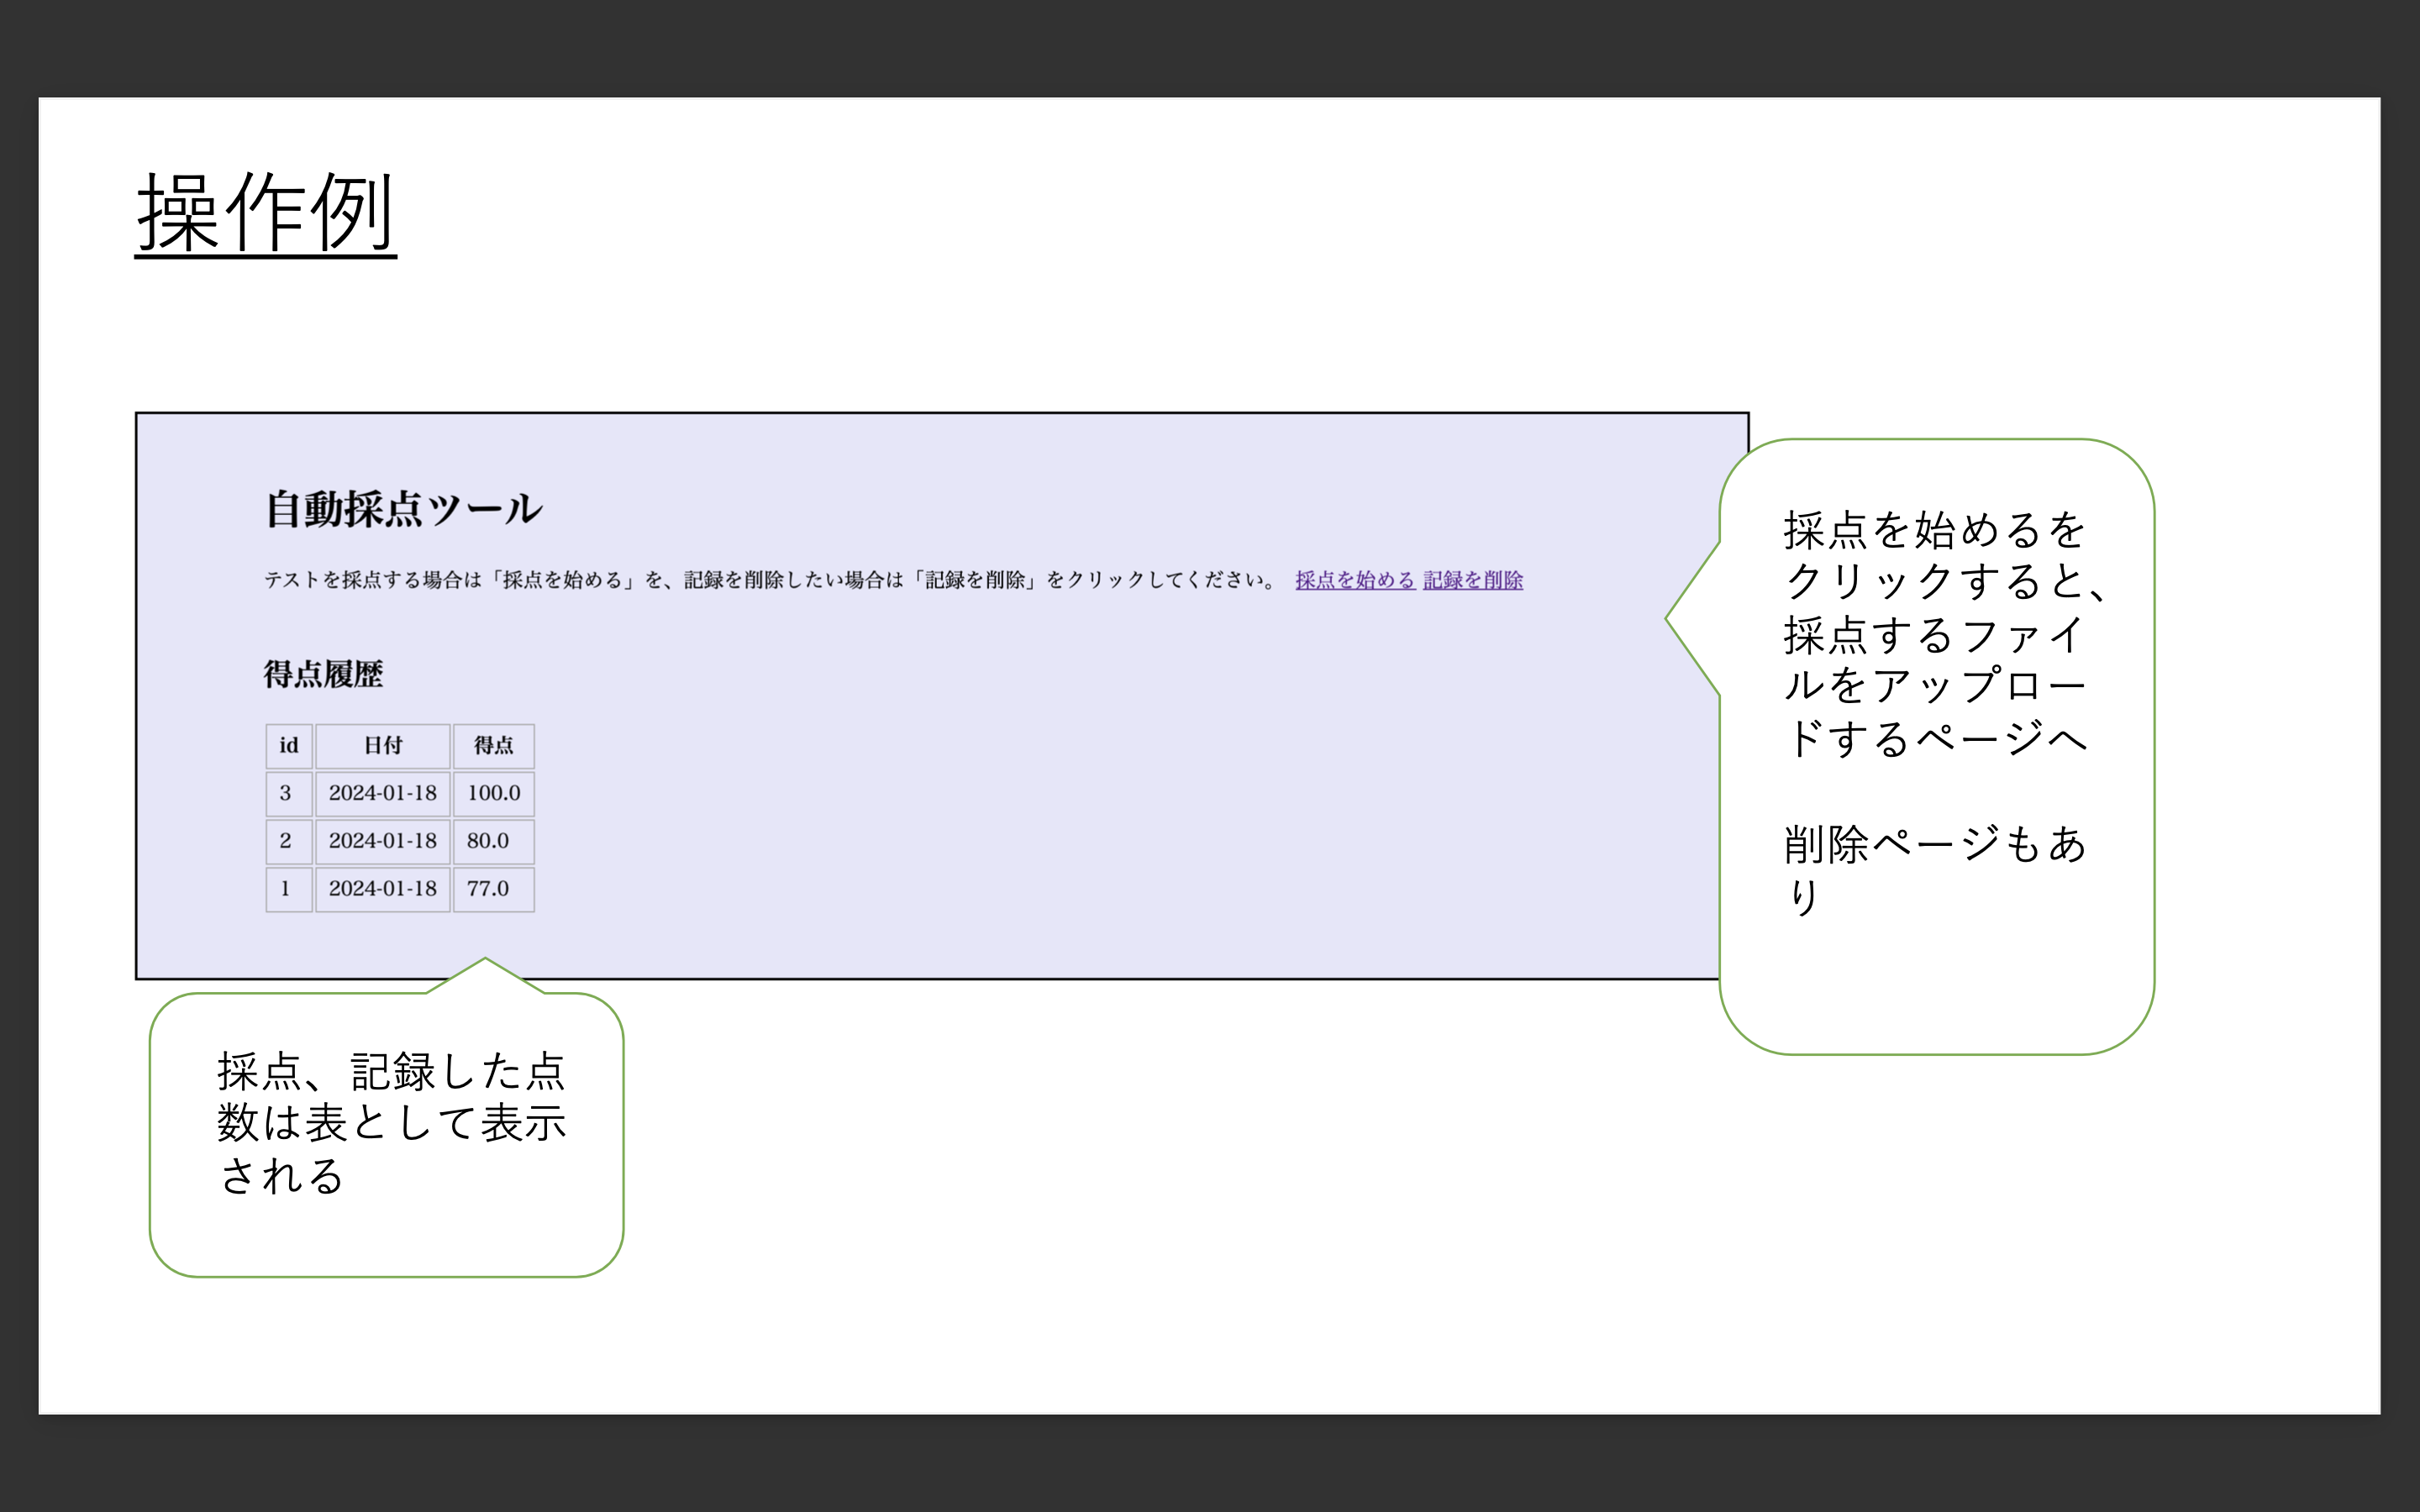 操作例
自動採点ツール
テストを採点する場合は「採点を始める」を、記録を削除したい場合は「記録を削除」をクリックしてください。 採点を始める 記録を削除
得点履歴
id 日付 得点
3 2024-01-18 100.0
2 2024-01-18 80.0
1 2024-01-18 77.0
採点を始めるを
クリックすると、
採点するファイ
ルをアップロー
ドするページへ
削除ページもあ
り
採点、記録した点
数は表として表示
される